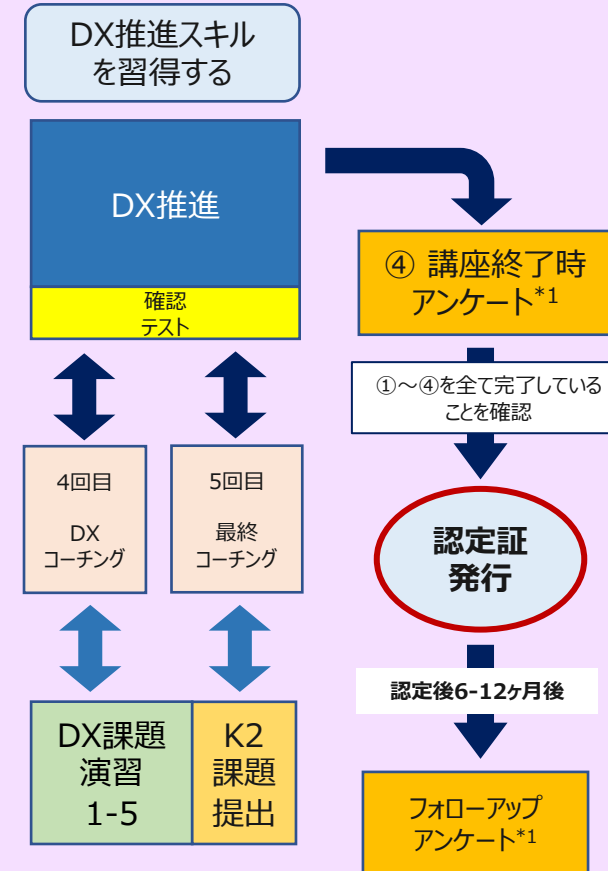 DX推進スキル
を習得する
DX推進
確認
テスト
4回目
DX
コーチング
5回目
最終
コーチング
DX課題
演習
1-5
K2
課題
提出
④ 講座終了時
アンケート*1
①～④を全て完了している
ことを確認
認定証
発行
認定後6-12ヶ月後
フォローアップ
アンケート*1